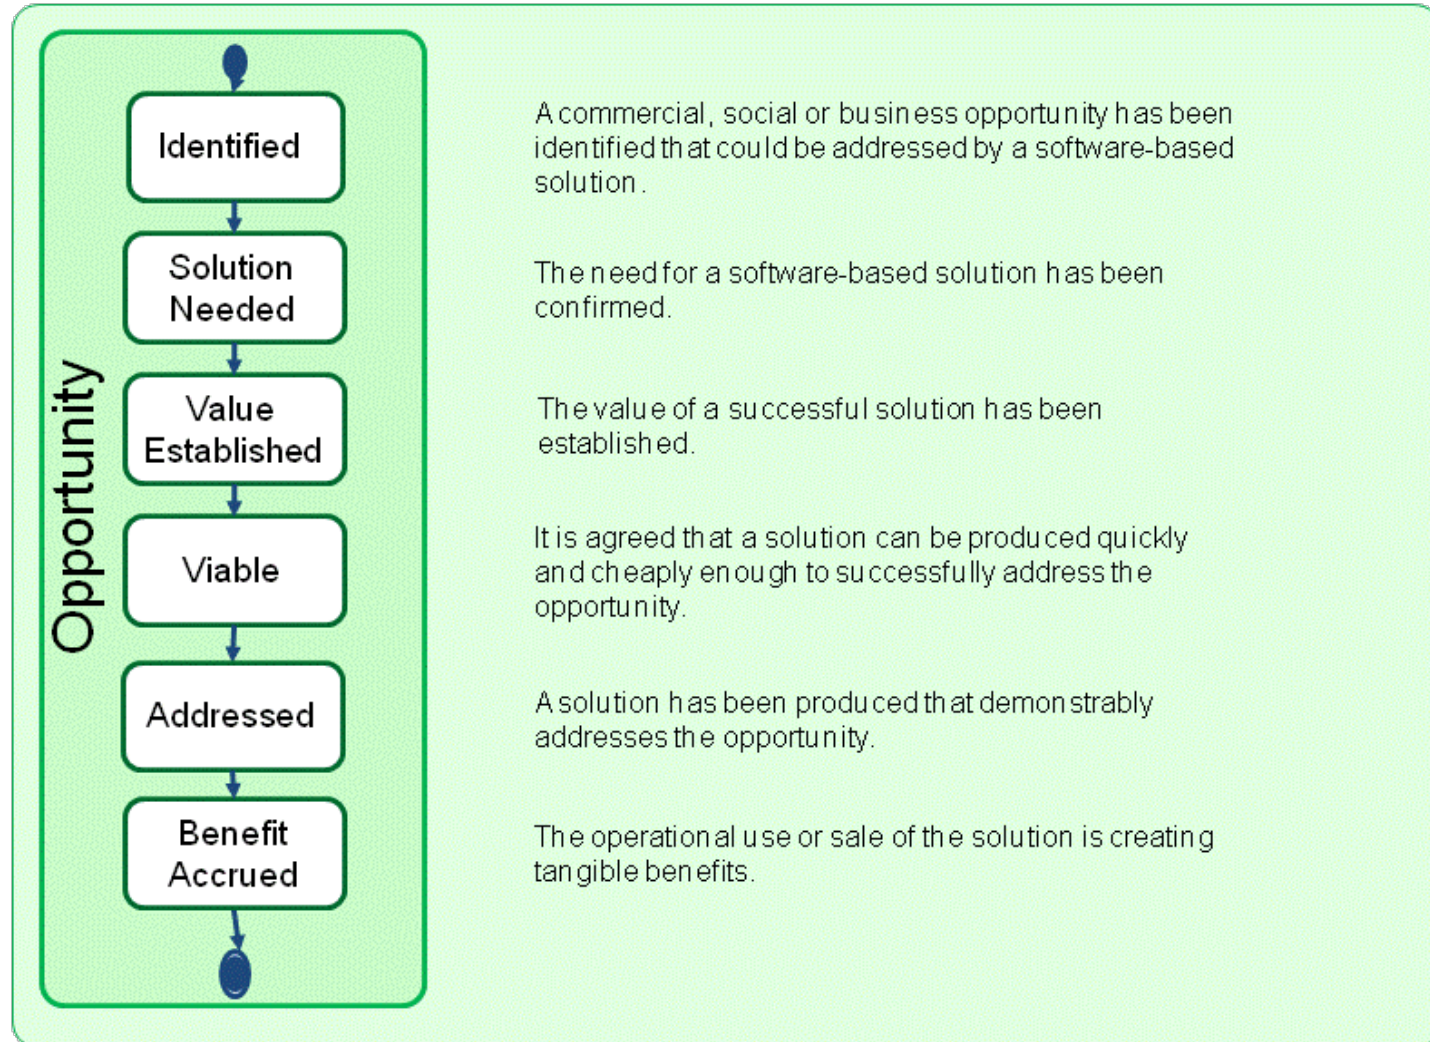 Opportunity
Identified
A commercial, social or business opportunity has been
identified that could be addressed by a software-based
solution.
Solution
Needed
The need for a software-based solution has been
confirmed.
Value
Established
The value of a successful solution has been
established.
Viable
It is agreed that a solution can be produced quickly
and cheaply enough to successfully address the
opportunity.
Addressed
A solution has been produced that demonstrably
addresses the opportunity.
Benefit
Accrued
The operational use or sale of the solution is creating
tangible benefits.